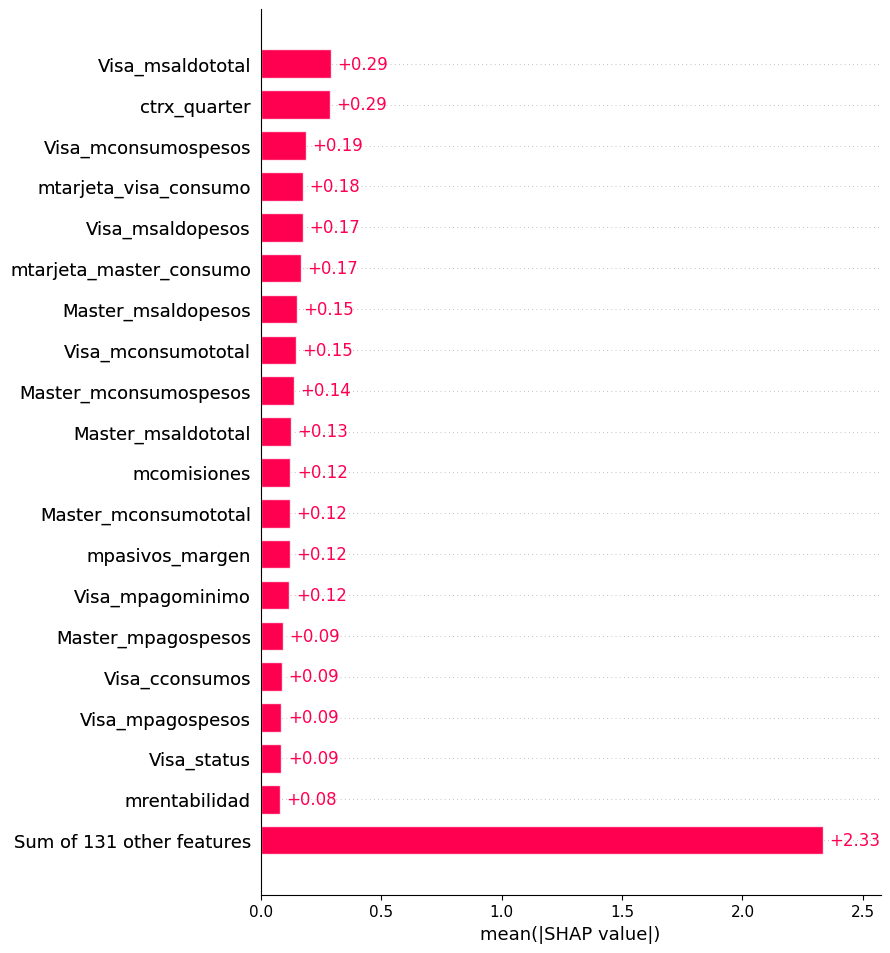 Visa_msaldototal +0.29
ctrx_quarter +0.29
Visa_mconsumospesos +0.19
mtarjeta_visa_consumo +0.18
Visa_msaldopesos +0.17
mtarjeta_master_consumo +0.17
Master_msaldopesos +0.15
Visa_mconsumototal +0.15
Master_mconsumospesos +0.14
Master_msaldototal +0.13
mcomisiones +0.12
Master_mconsumototal +0.12
mpasivos_margen +0.12
Visa_mpagominimo +0.12
Master_mpagospesos +0.09
Visa_cconsumos +0.09
Visa_mpagospesos +0.09
Visa_status +0.09
mrentabilidad +0.08
Sum of 131 other features +2.33
0.0 0.5 1.0 1.5 2.0 2.5
mean(|SHAP value|)